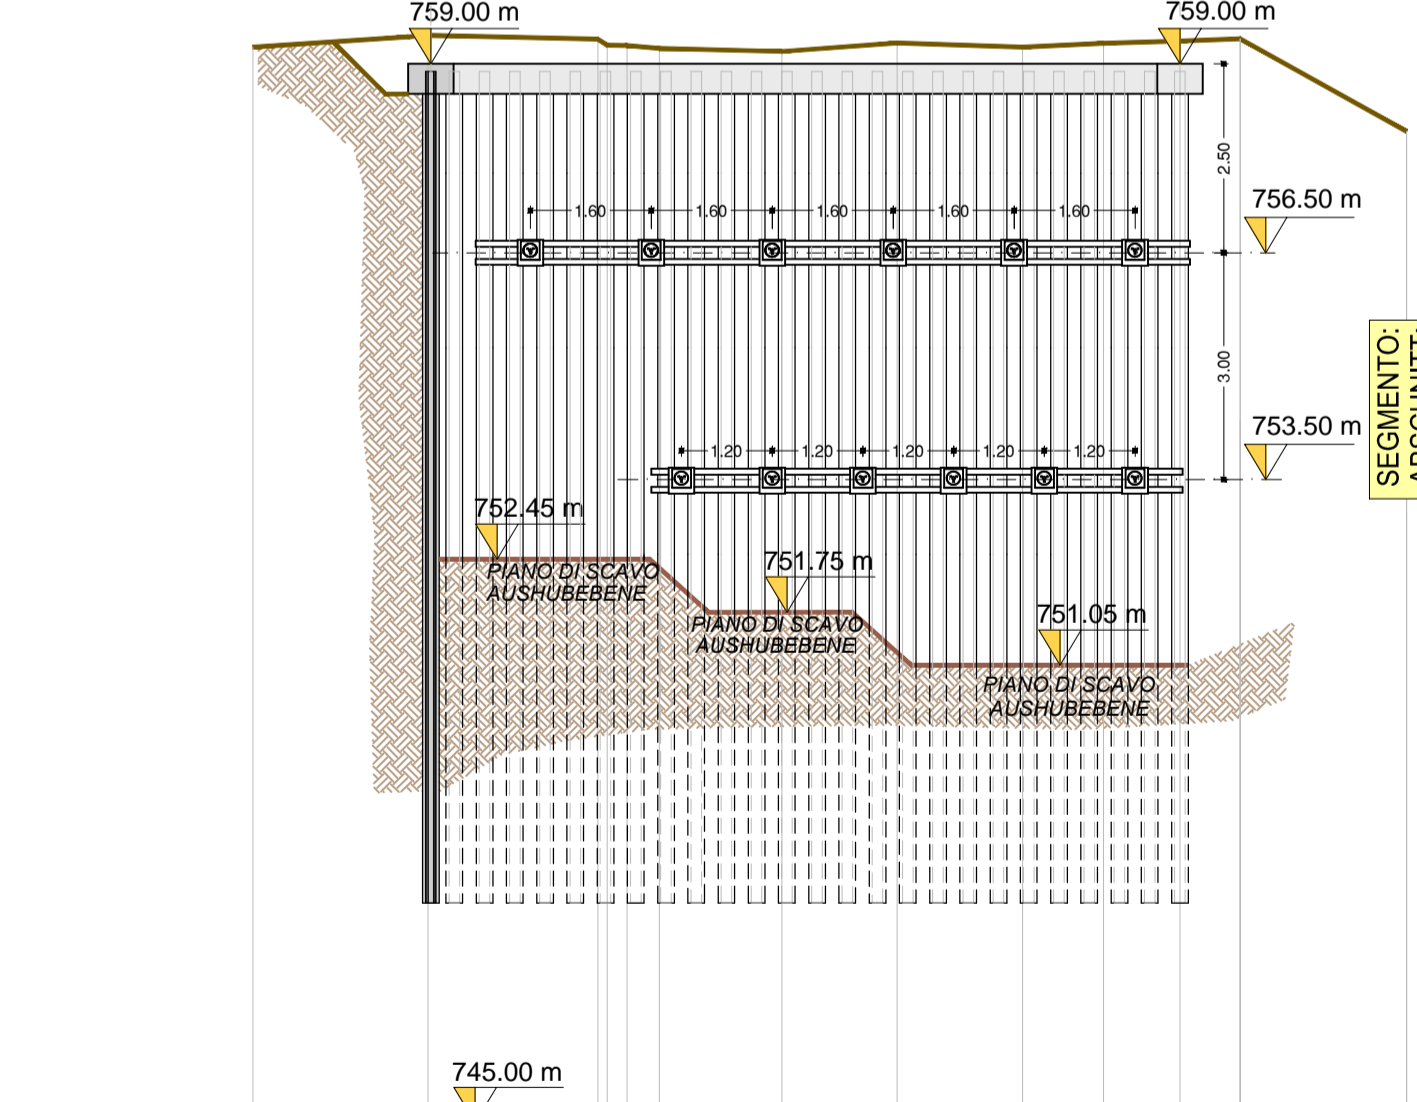 759.00 m
759.00 m
2.50
756.50 m
1.60
1.60
1.60
1.60
1.60
3.00
SEGMENTO:
753.50 m
1.20
1.20
1.20
1.20
1.20
752.45 m
PIANO DI SCAVO
AUSHUBEBENE
751.75 m
PIANO DI SCAVO
AUSHUBEBENE
751.05 m
PIANO DI SCAVO
AUSHUBEBENE
745.00 m